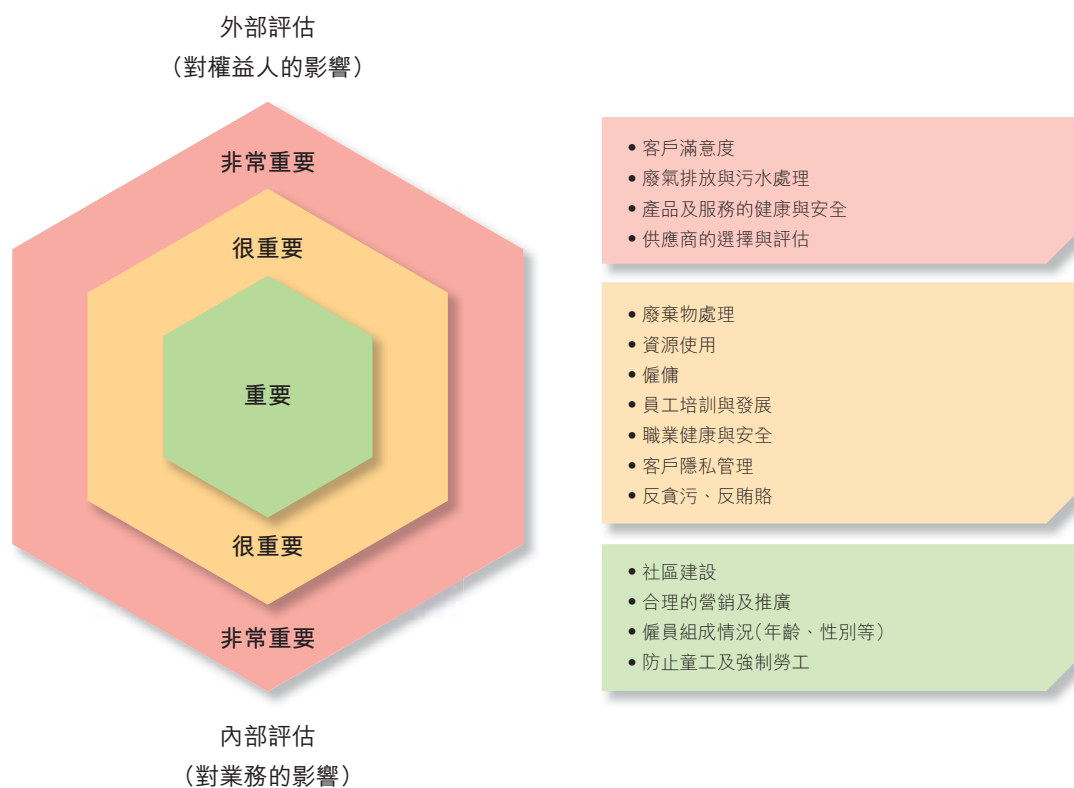 外部評估
（對權益人的影響）
非常重要
很重要
重要
很重要
非常重要
內部評估
（對業務的影響）
• 客戶滿意度
• 廢氣排放與污水處理
• 產品及服務的健康與安全
• 供應商的選擇與評估
• 廢棄物處理
• 資源使用
• 僱傭
• 員工培訓與發展
• 職業健康與安全
• 客戶隱私管理
• 反貪污、反賄賂
• 社區建設
• 合理的營銷及推廣
• 僱員組成情況（年齡、性別等）
• 防止童工及強制勞工